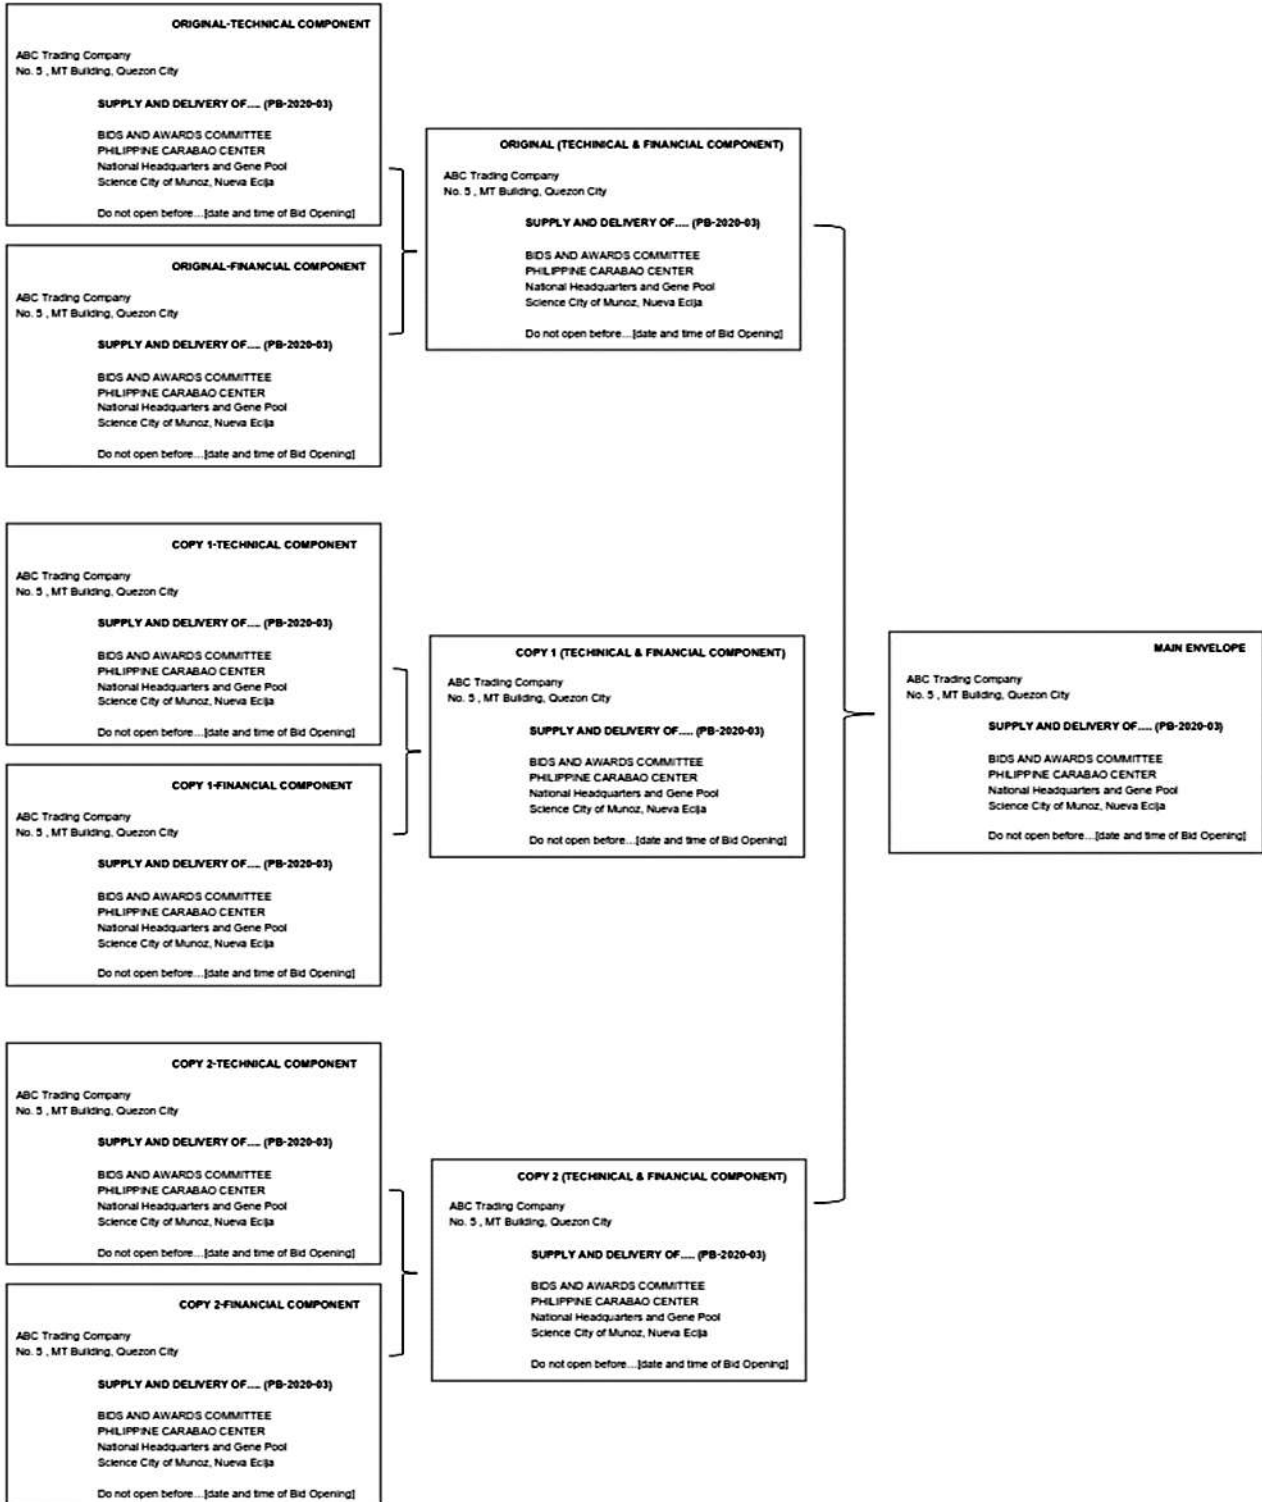 ORIGINAL-TECHNICAL COMPONENT
ABC Trading Company
No. 5 , MT Building, Quezon City
SUPPLY AND DELIVERY OF.... (PB-2020-03)
BIDS AND AWARDS COMMITTEE
PHILIPPINE CARABAO CENTER
National Headquarters and Gene Pool
Science City of Munoz, Nueva Ecija
Do not open before...[date and time of Bid Opening]
ORIGINAL-FINANCIAL COMPONENT
ABC Trading Company
No. 5 , MT Building, Quezon City
SUPPLY AND DELIVERY OF.... (PB-2020-03)
BIDS AND AWARDS COMMITTEE
PHILIPPINE CARABAO CENTER
National Headquarters and Gene Pool
Science City of Munoz, Nueva Ecija
Do not open before...[date and time of Bid Opening]
ORIGINAL (TECHINICAL & FINANCIAL COMPONENT)
ABC Trading Company
No. 5 , MT Building, Quezon City
SUPPLY AND DELIVERY OF.... (PB-2020-03)
BIDS AND AWARDS COMMITTEE
PHILIPPINE CARABAO CENTER
National Headquarters and Gene Pool
Science City of Munoz, Nueva Ecija
Do not open before...[date and time of Bid Opening]
COPY 1-TECHNICAL COMPONENT
ABC Trading Company
No. 5 , MT Building, Quezon City
SUPPLY AND DELIVERY OF.... (PB-2020-03)
BIDS AND AWARDS COMMITTEE
PHILIPPINE CARABAO CENTER
National Headquarters and Gene Pool
Science City of Munoz, Nueva Ecija
Do not open before...[date and time of Bid Opening]
COPY 1-FINANCIAL COMPONENT
ABC Trading Company
No. 5 , MT Building, Quezon City
SUPPLY AND DELIVERY OF.... (PB-2020-03)
BIDS AND AWARDS COMMITTEE
PHILIPPINE CARABAO CENTER
National Headquarters and Gene Pool
Science City of Munoz, Nueva Ecija
Do not open before...[date and time of Bid Opening]
COPY 1 (TECHINICAL & FINANCIAL COMPONENT)
ABC Trading Company
No. 5 , MT Building, Quezon City
SUPPLY AND DELIVERY OF.... (PB-2020-03)
BIDS AND AWARDS COMMITTEE
PHILIPPINE CARABAO CENTER
National Headquarters and Gene Pool
Science City of Munoz, Nueva Ecija
Do not open before...[date and time of Bid Opening]
MAIN ENVELOPE
ABC Trading Company
No. 5 , MT Building, Quezon City
SUPPLY AND DELIVERY OF.... (PB-2020-03)
BIDS AND AWARDS COMMITTEE
PHILIPPINE CARABAO CENTER
National Headquarters and Gene Pool
Science City of Munoz, Nueva Ecija
Do not open before...[date and time of Bid Opening]
COPY 2-TECHNICAL COMPONENT
ABC Trading Company
No. 5 , MT Building, Quezon City
SUPPLY AND DELIVERY OF.... (PB-2020-03)
BIDS AND AWARDS COMMITTEE
PHILIPPINE CARABAO CENTER
National Headquarters and Gene Pool
Science City of Munoz, Nueva Ecija
Do not open before...[date and time of Bid Opening]
COPY 2-FINANCIAL COMPONENT
ABC Trading Company
No. 5 , MT Building, Quezon City
SUPPLY AND DELIVERY OF.... (PB-2020-03)
BIDS AND AWARDS COMMITTEE
PHILIPPINE CARABAO CENTER
National Headquarters and Gene Pool
Science City of Munoz, Nueva Ecija
Do not open before...[date and time of Bid Opening]
COPY 2 (TECHINICAL & FINANCIAL COMPONENT)
ABC Trading Company
No. 5 , MT Building, Quezon City
SUPPLY AND DELIVERY OF.... (PB-2020-03)
BIDS AND AWARDS COMMITTEE
PHILIPPINE CARABAO CENTER
National Headquarters and Gene Pool
Science City of Munoz, Nueva Ecija
Do not open before...[date and time of Bid Opening]